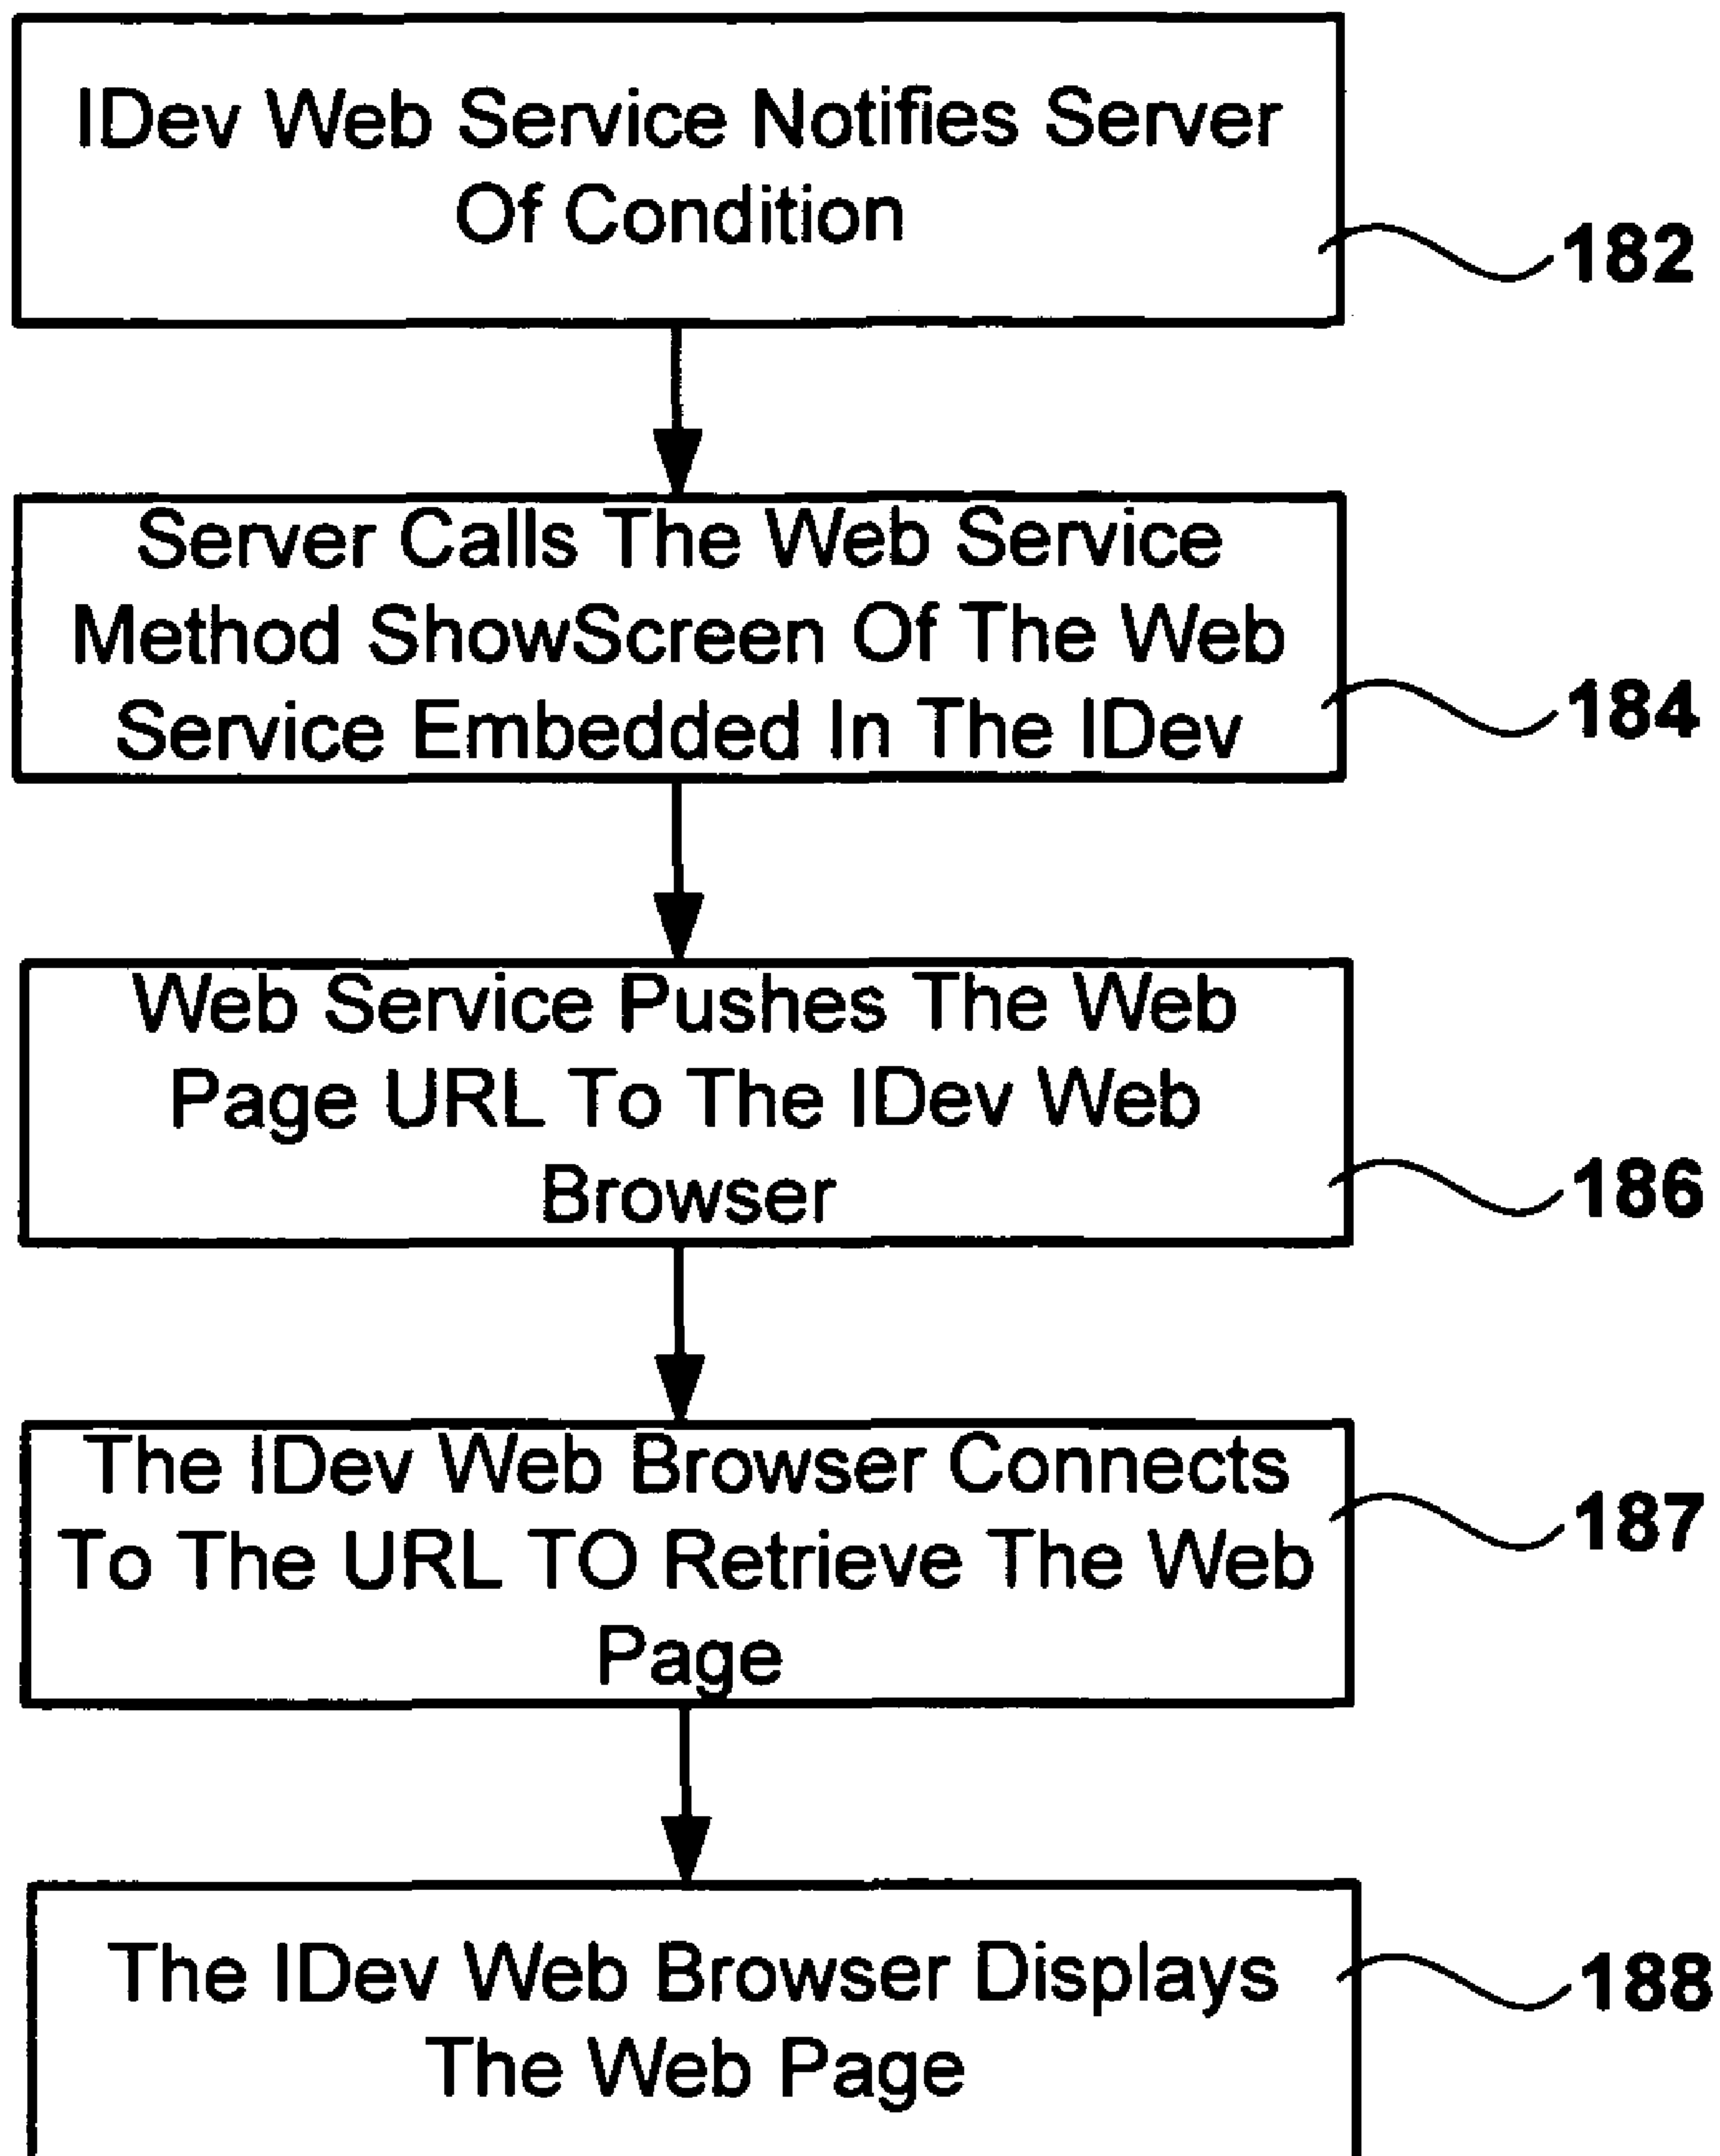 IDev Web Service Notifies Server
Of Condition
182
Server Calls The Web Service
Method ShowScreen Of The Web
Service Embedded In The IDev
184
Web Service Pushes The Web
Page URL To The IDev Web
Browser
186
The IDev Web Browser Connects
To The URL TO Retrieve The Web
Page
187
The IDev Web Browser Displays
The Web Page
188